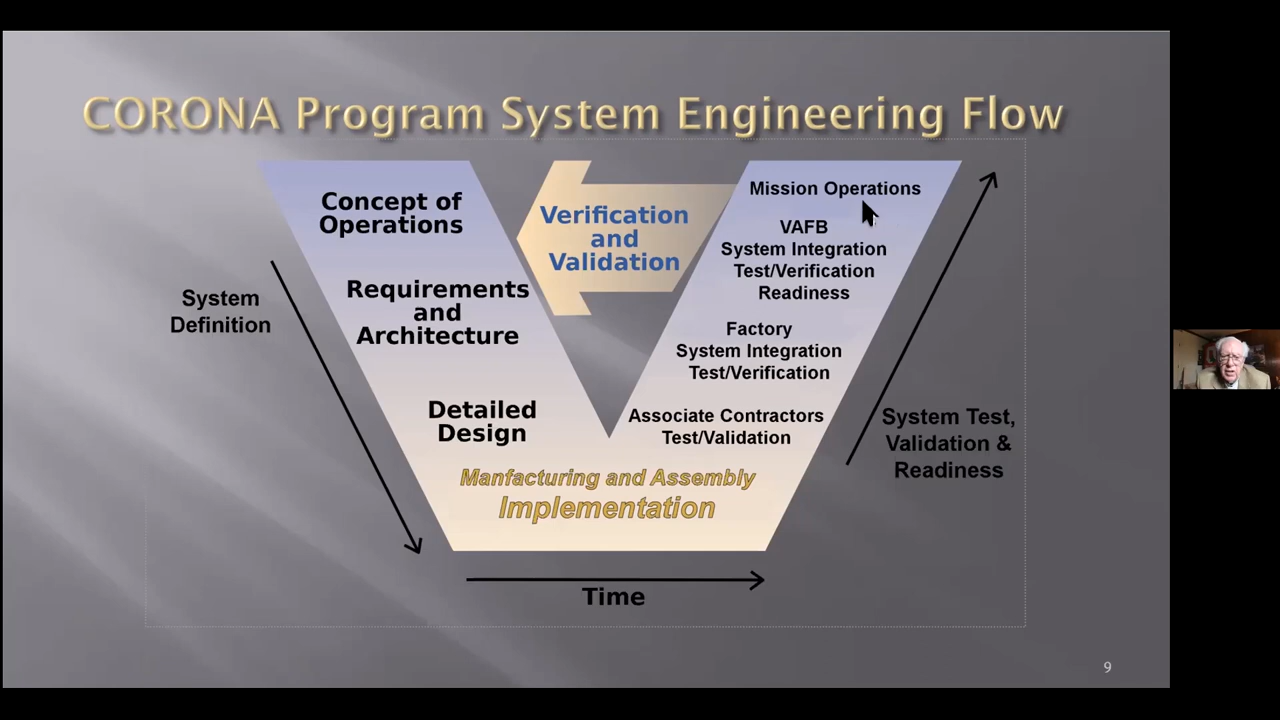 CORONA Program System Engineering Flow
Concept of
Operations
Verification
and
Validation
Mission Operations
VAFB
System Integration
Test/Verification
Readiness
System
Definition
Requirements
and
Architecture
Factory
System Integration
Test/Verification
Detailed
Design
Associate Contractors
Test/Validation
System Test,
Validation &
Readiness
Manfacturing and Assembly
Implementation
Time
9